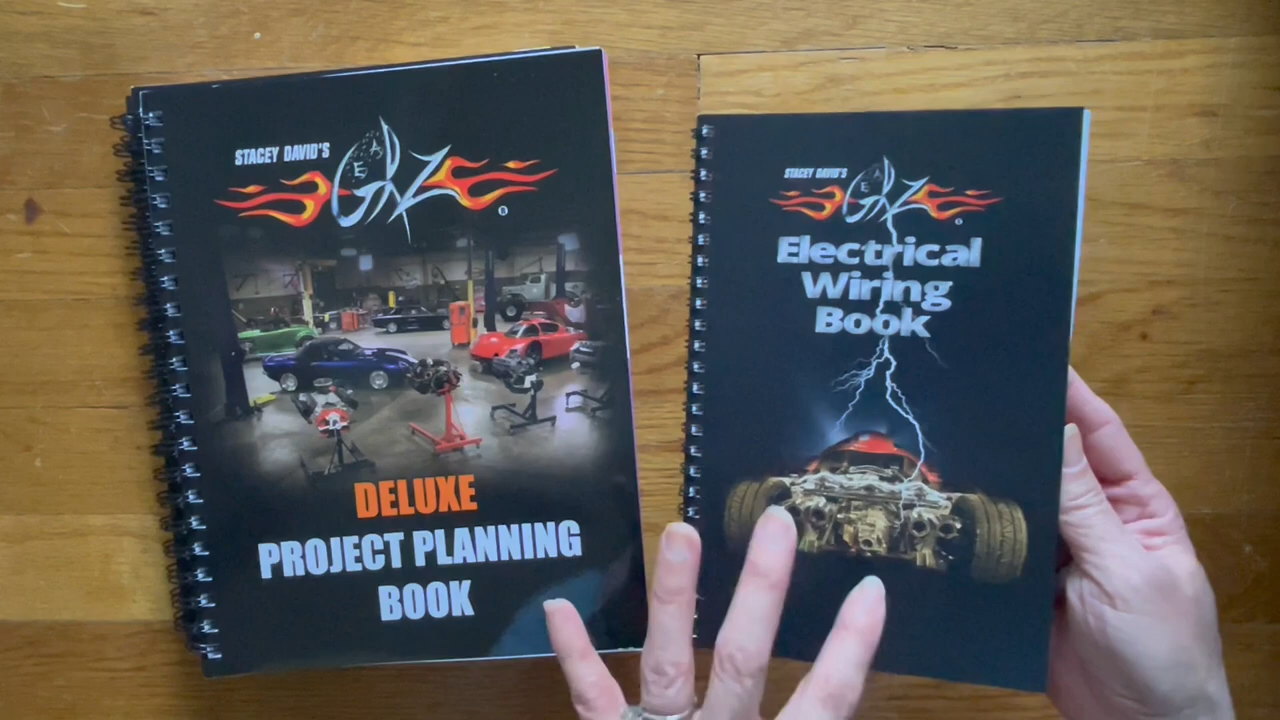 STACEY DAVID'S
GEARZ
®
DELUXE
PROJECT PLANNING
BOOK
STACEY DAVID'S
GEARZ
®
Electrical
Wiring
Book